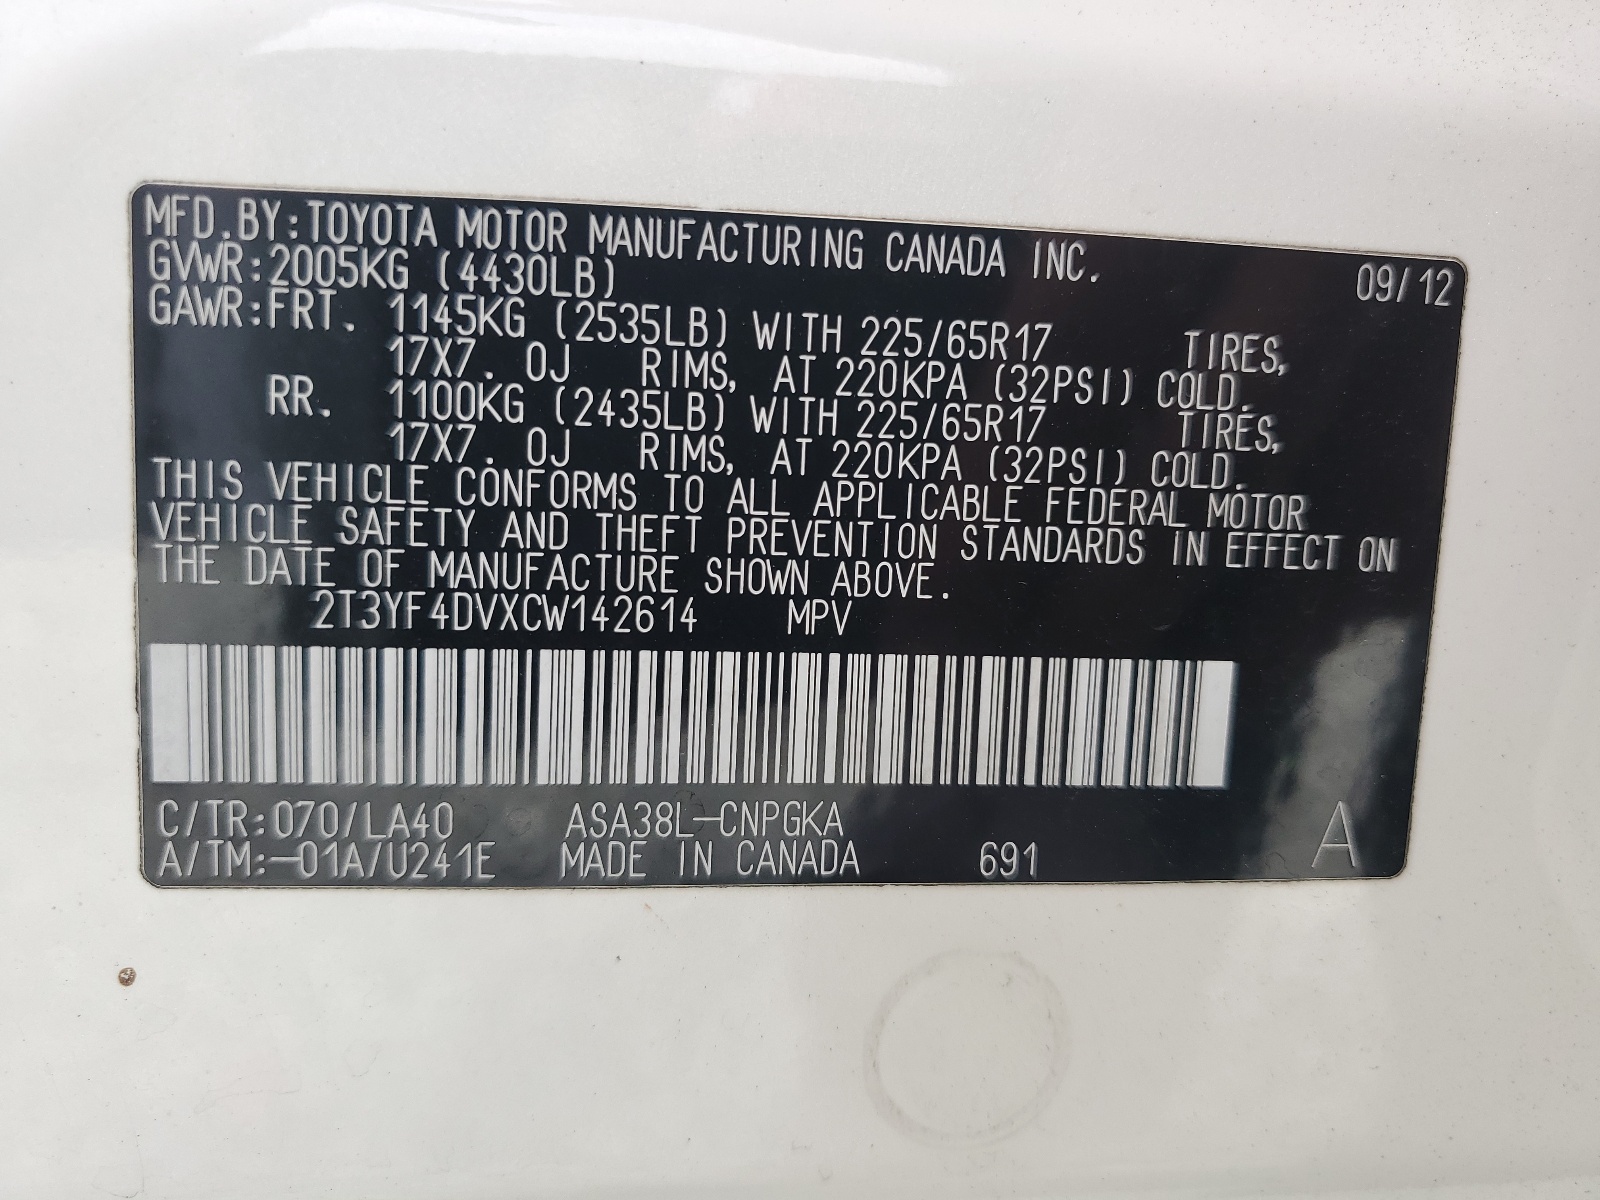 MFD.BY:TOYOTA MOTOR MANUFACTURING CANADA INC. 09/12
GVWR:2005KG (4430LB)
GAWR:FRT. 1145KG (2535LB) WITH 225/65R17 TIRES,
17X7. 0J RIMS, AT 220KPA (32PSI) COLD.
RR. 1100KG (2435LB) WITH 225/65R17 TIRES,
17X7. 0J RIMS, AT 220KPA (32PSI) COLD.
THIS VEHICLE CONFORMS TO ALL APPLICABLE FEDERAL MOTOR
VEHICLE SAFETY AND THEFT PREVENTION STANDARDS IN EFFECT ON
THE DATE OF MANUFACTURE SHOWN ABOVE.
2T3YF4DVXCW142614 MPV
C/TR:070/LA40 ASA38L-CNPGKA
A/TM:-01A/U241E MADE IN CANADA 691 A